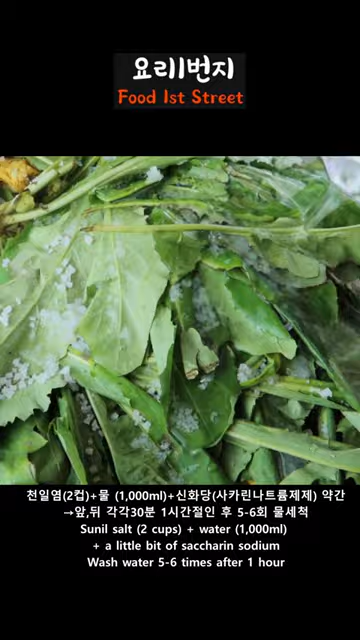 요리1번지
Food 1st Street
천일염(2컵)+물 (1,000ml)+신화당(사카린나트륨제제) 약간
→앞,뒤 각각30분 1시간절인 후 5-6회 물세척
Sunil salt (2 cups) + water (1,000ml)
+ a little bit of saccharin sodium
Wash water 5-6 times after 1 hour